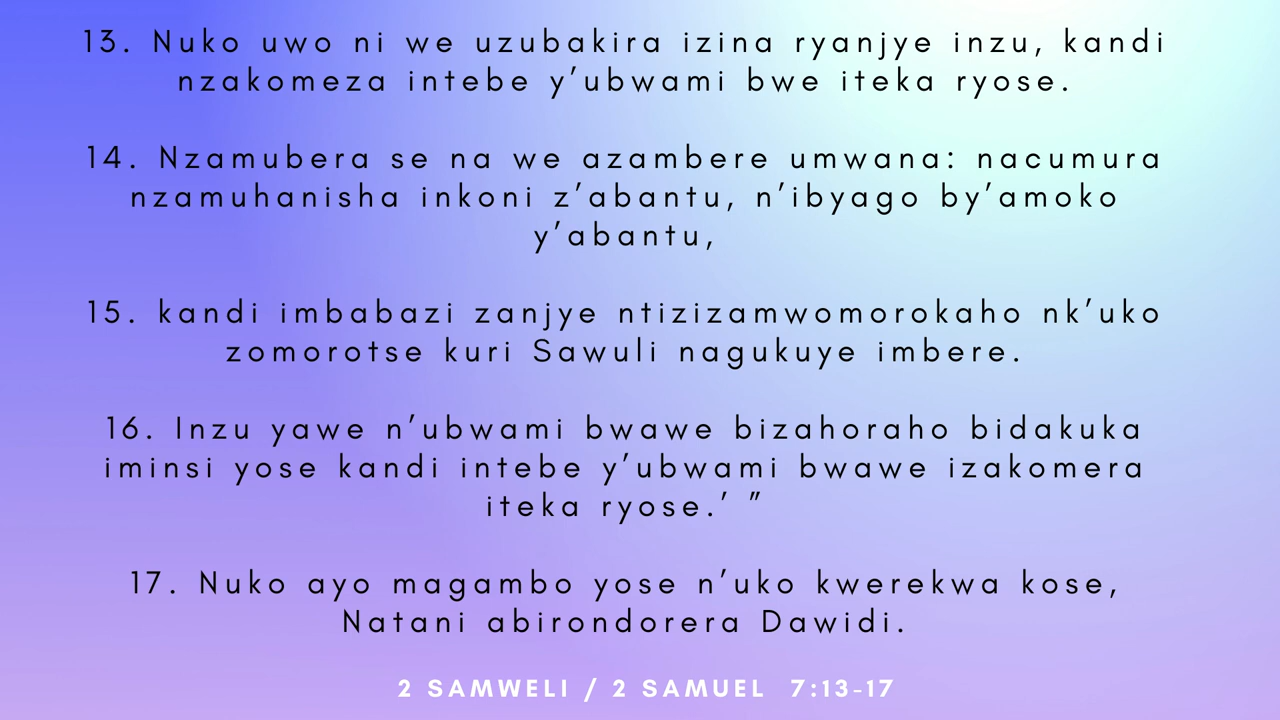 13. Nuko uwo ni we uzubakira izina ryanjye inzu, kandi
nzakomeza intebe y’ubwami bwe iteka ryose.
14. Nzamubera se na we azambere umwana: nacumura
nzamuhanisha inkoni z’abantu, n’ibyago by’amoko
y’abantu,
15. kandi imbabazi zanjye ntizizamwomorokaho nk’uko
zomorotse kuri Sawuli nagukuye imbere.
16. Inzu yawe n’ubwami bwawe bizahoraho bidakuka
iminsi yose kandi intebe y’ubwami bwawe izakomera
iteka ryose.’ ”
17. Nuko ayo magambo yose n’uko kwerekwa kose,
Natani abirondorera Dawidi.
2 SAMWELI / 2 SAMUEL 7:13-17